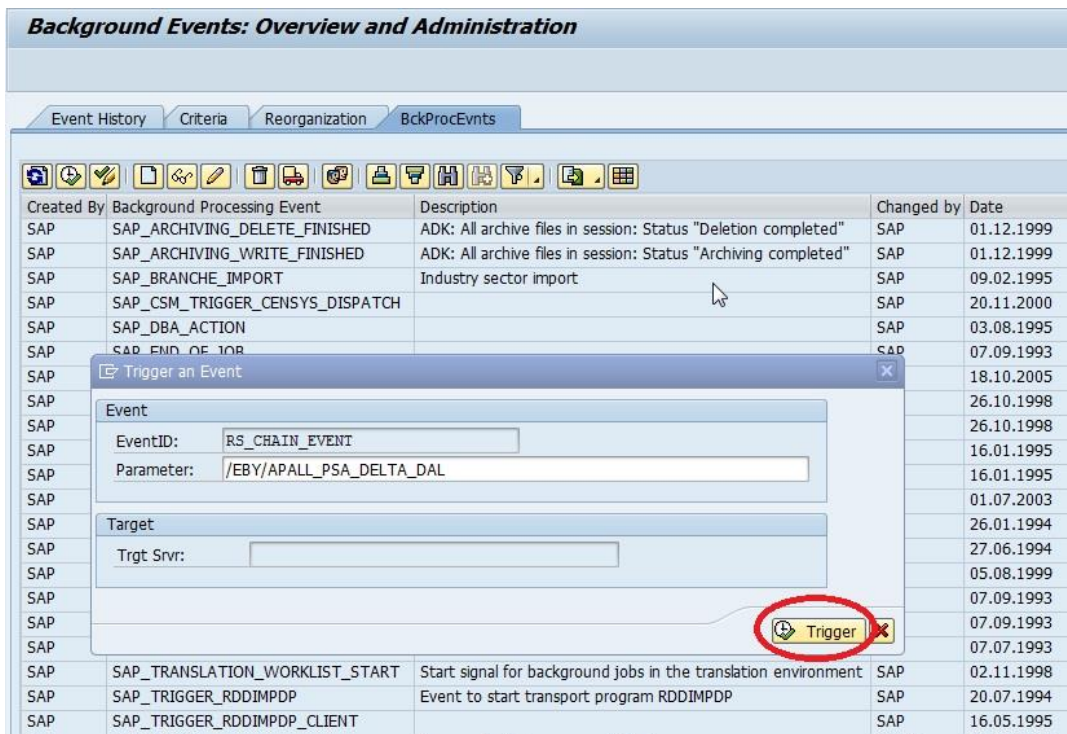 Background Events: Overview and Administration
Event History Criteria Reorganization BckProcEvnts
Created By Background Processing Event Description Changed by Date
SAP SAP_ARCHIVING_DELETE_FINISHED ADK: All archive files in session: Status "Deletion completed" SAP 01.12.1999
SAP SAP_ARCHIVING_WRITE_FINISHED ADK: All archive files in session: Status "Archiving completed" SAP 01.12.1999
SAP SAP_BRANCHE_IMPORT Industry sector import SAP 09.02.1995
SAP SAP_CSM_TRIGGER_CENSYS_DISPATCH SAP 20.11.2000
SAP SAP_DBA_ACTION SAP 03.08.1995
SAP SAP_END_OF_JOB SAP 07.09.1993
SAP Trigger an Event 18.10.2005
SAP 26.10.1998
Event
SAP 26.10.1998
EventID: RS_CHAIN_EVENT
SAP 16.01.1995
Parameter: /EBY/APALL_PSA_DELTA_DAL
SAP 16.01.1995
SAP 01.07.2003
SAP Target 26.01.1994
SAP 27.06.1994
Trgt Srvr:
SAP 05.08.1999
SAP 07.09.1993
SAP 07.09.1993
Trigger
SAP 07.07.1993
SAP SAP_TRANSLATION_WORKLIST_START Start signal for background jobs in the translation environment SAP 02.11.1998
SAP SAP_TRIGGER_RDDIMPDP Event to start transport program RDDIMPDP SAP 20.07.1994
SAP SAP_TRIGGER_RDDIMPDP_CLIENT SAP 16.05.1995